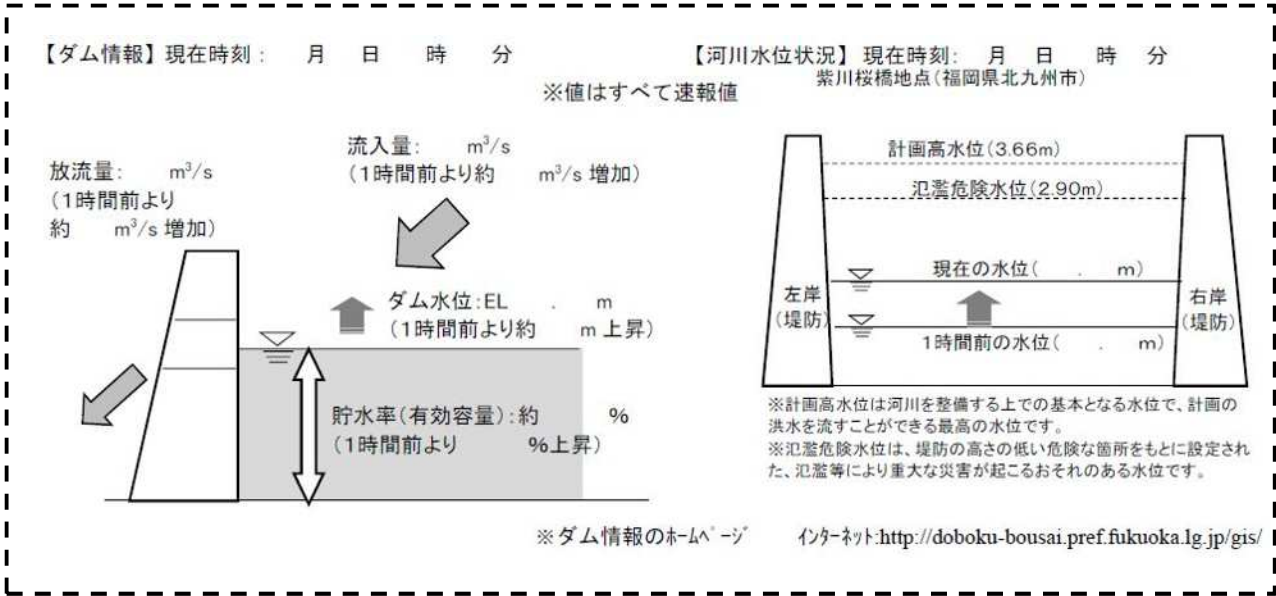 【ダム情報】現在時刻： 月 日 時 分
※値はすべて速報値
放流量： m³/s
（1時間前より
約 m³/s 増加）
流入量： m³/s
（1時間前より約 m³/s 増加）
ダム水位：EL . m
（1時間前より約 m 上昇）
貯水率（有効容量）：約 %
（1時間前より %上昇）
【河川水位状況】現在時刻： 月 日 時 分
紫川桜橋地点（福岡県北九州市）
計画高水位（3.66m）
氾濫危険水位（2.90m）
現在の水位（ . m）
1時間前の水位（ . m）
左岸
（堤防）
右岸
（堤防）
※計画高水位は河川を整備する上での基本となる水位で、計画の
洪水を流すことができる最高の水位です。
※氾濫危険水位は、堤防の高さの低い危険な箇所をもとに設定され
た、氾濫等により重大な災害が起こるおそれのある水位です。
※ダム情報のﾎｰﾑﾍﾟｰｼﾞ ｲﾝﾀｰﾈｯﾄ:http://doboku-bousai.pref.fukuoka.lg.jp/gis/